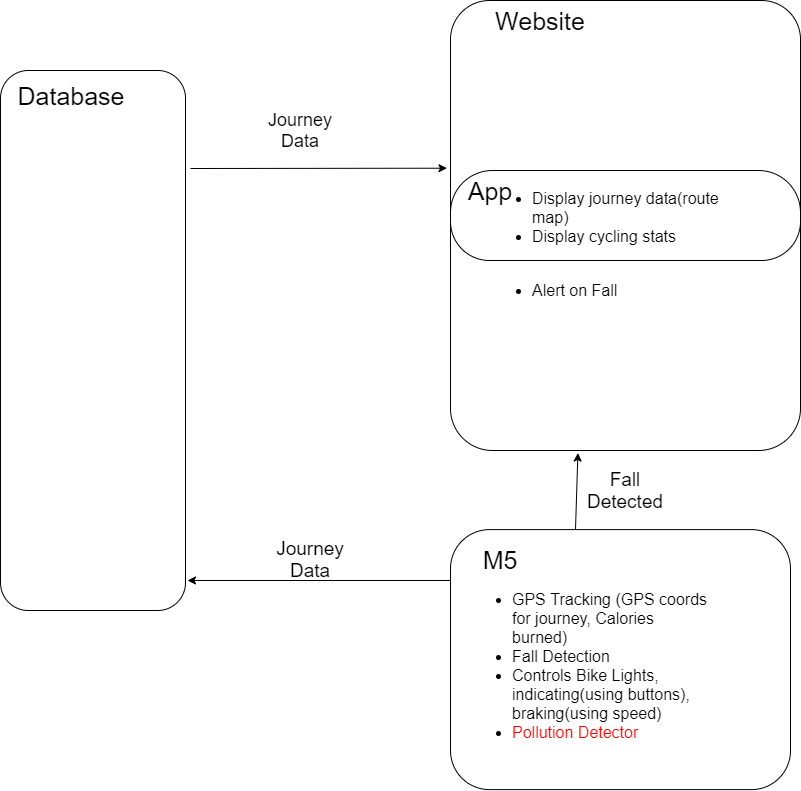 Website
Database
Journey
Data
App
• Display journey data(route
map)
• Display cycling stats
• Alert on Fall
Fall
Detected
Journey
Data
M5
• GPS Tracking (GPS coords
for journey, Calories
burned)
• Fall Detection
• Controls Bike Lights,
indicating(using buttons),
braking(using speed)
• Pollution Detector